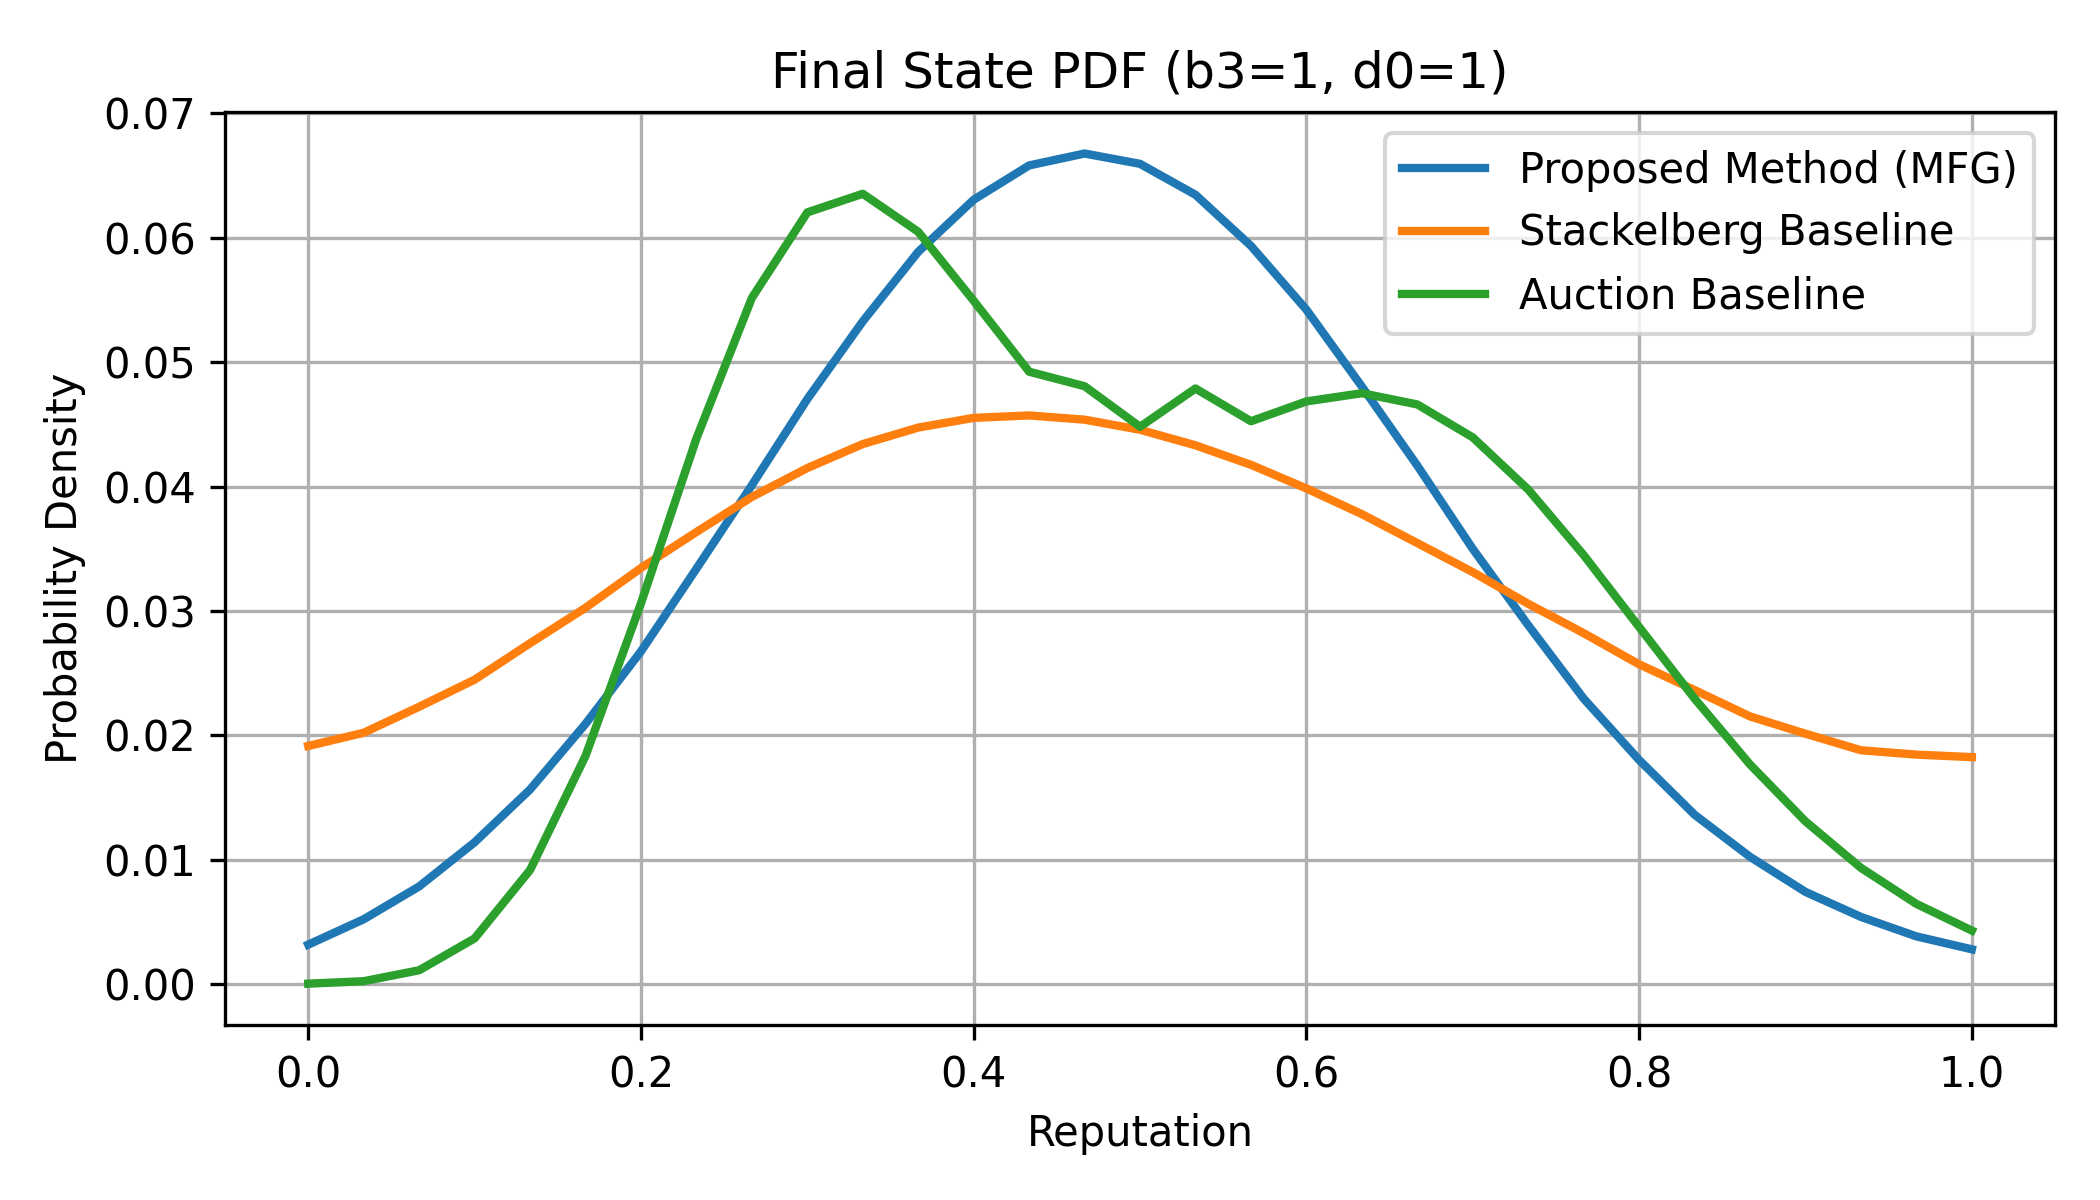 Final State PDF (b3=1, d0=1)
0.07
0.06
0.05
0.04
0.03
0.02
0.01
0.00
Probability Density
Proposed Method (MFG)
Stackelberg Baseline
Auction Baseline
0.0 0.2 0.4 0.6 0.8 1.0
Reputation